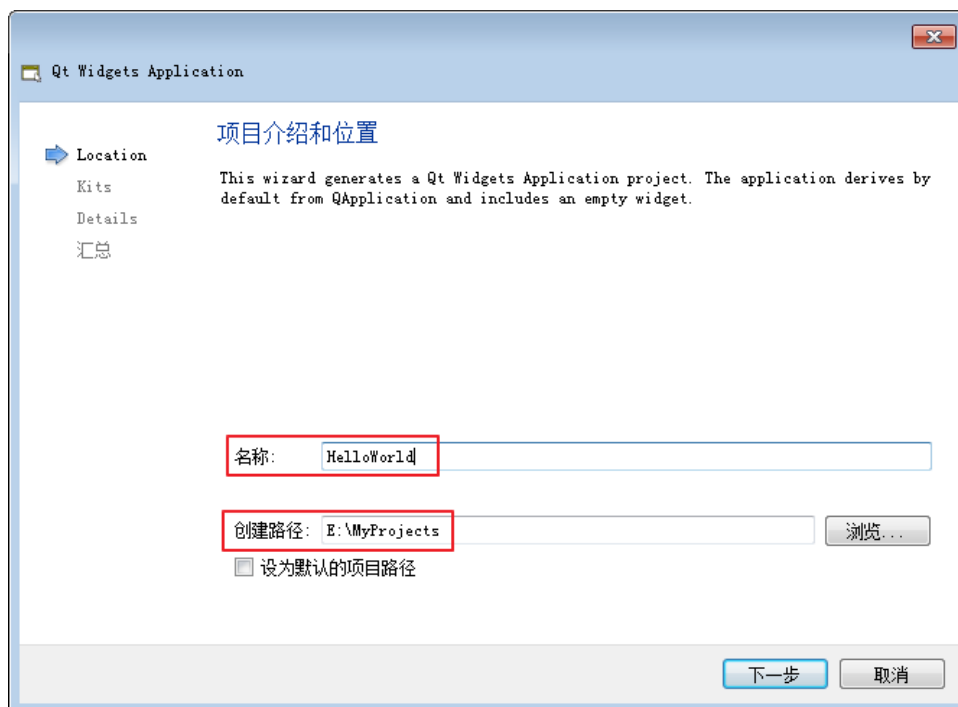 Qt Widgets Application
项目介绍和位置
Location
Kits
Details
汇总
This wizard generates a Qt Widgets Application project. The application derives by
default from QApplication and includes an empty widget.
名称: HelloWorld
创建路径: E:\MyProjects 浏览...
设为默认的项目路径
下一步 取消